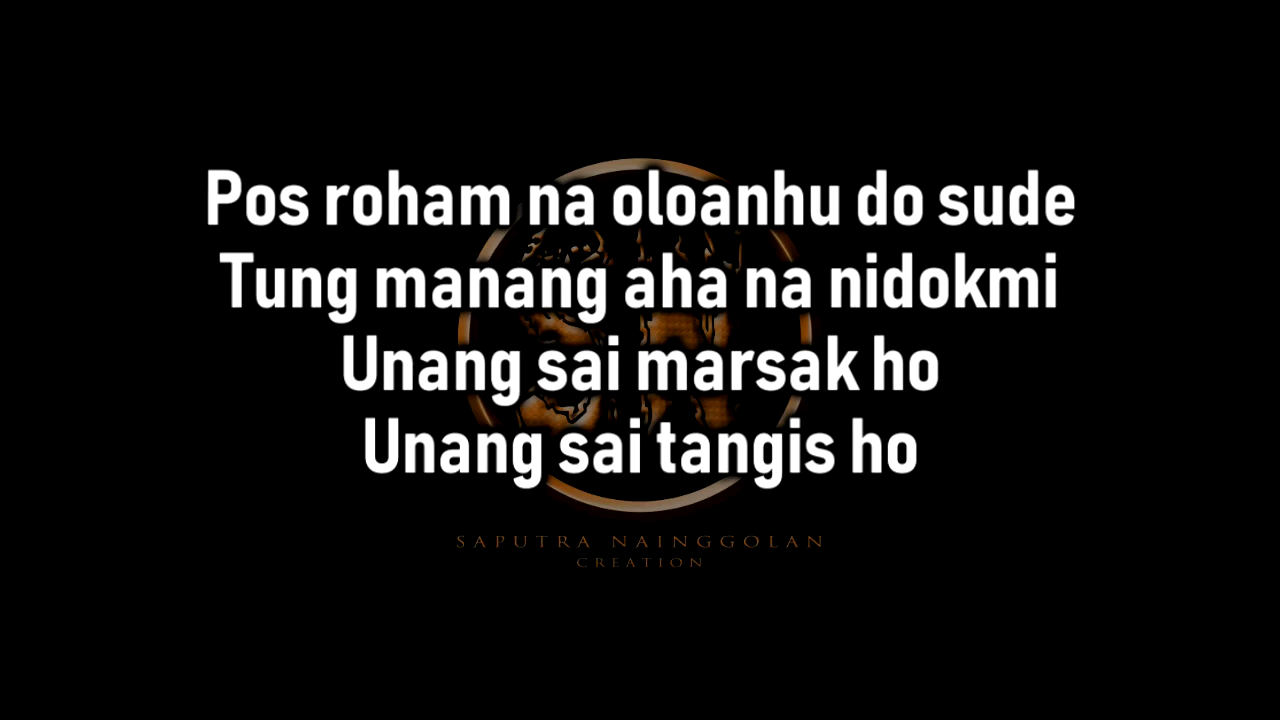 Pos roham na oloanhu do sude
Tung manang aha na nidokmi
Unang sai marsak ho
Unang sai tangis ho
SAPUTRA NAINGGOLAN
CREATION